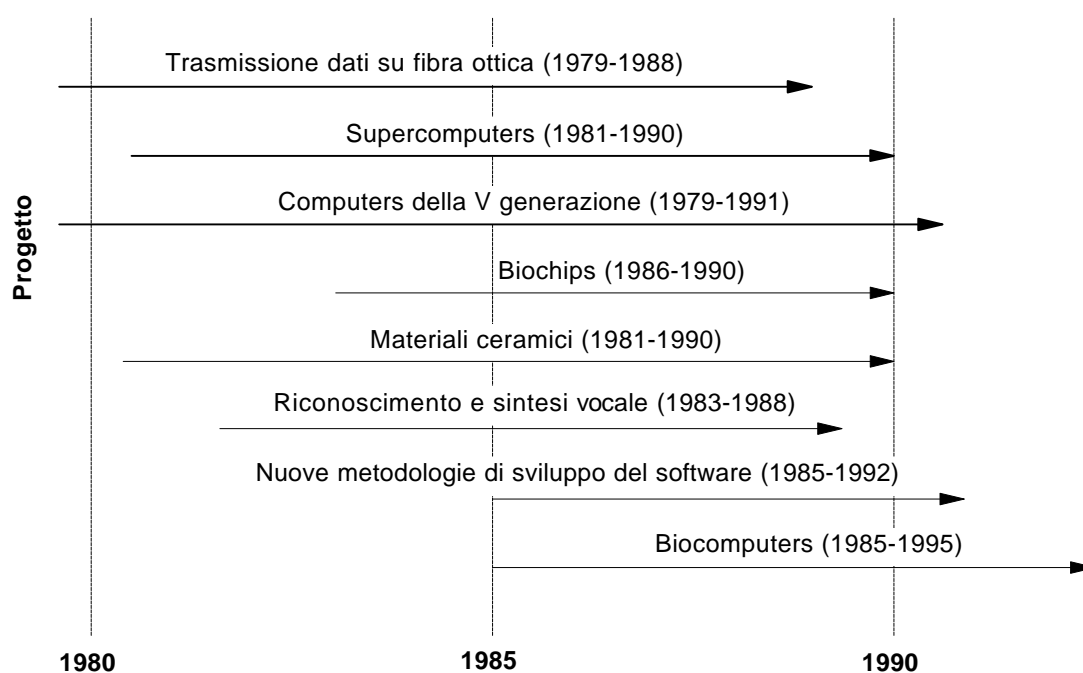 Trasmissione dati su fibra ottica (1979-1988)
Supercomputers (1981-1990)
Computers della V generazione (1979-1991)
Progetto
Biochips (1986-1990)
Materiali ceramici (1981-1990)
Riconoscimento e sintesi vocale (1983-1988)
Nuove metodologie di sviluppo del software (1985-1992)
Biocomputers (1985-1995)
1980 1985 1990